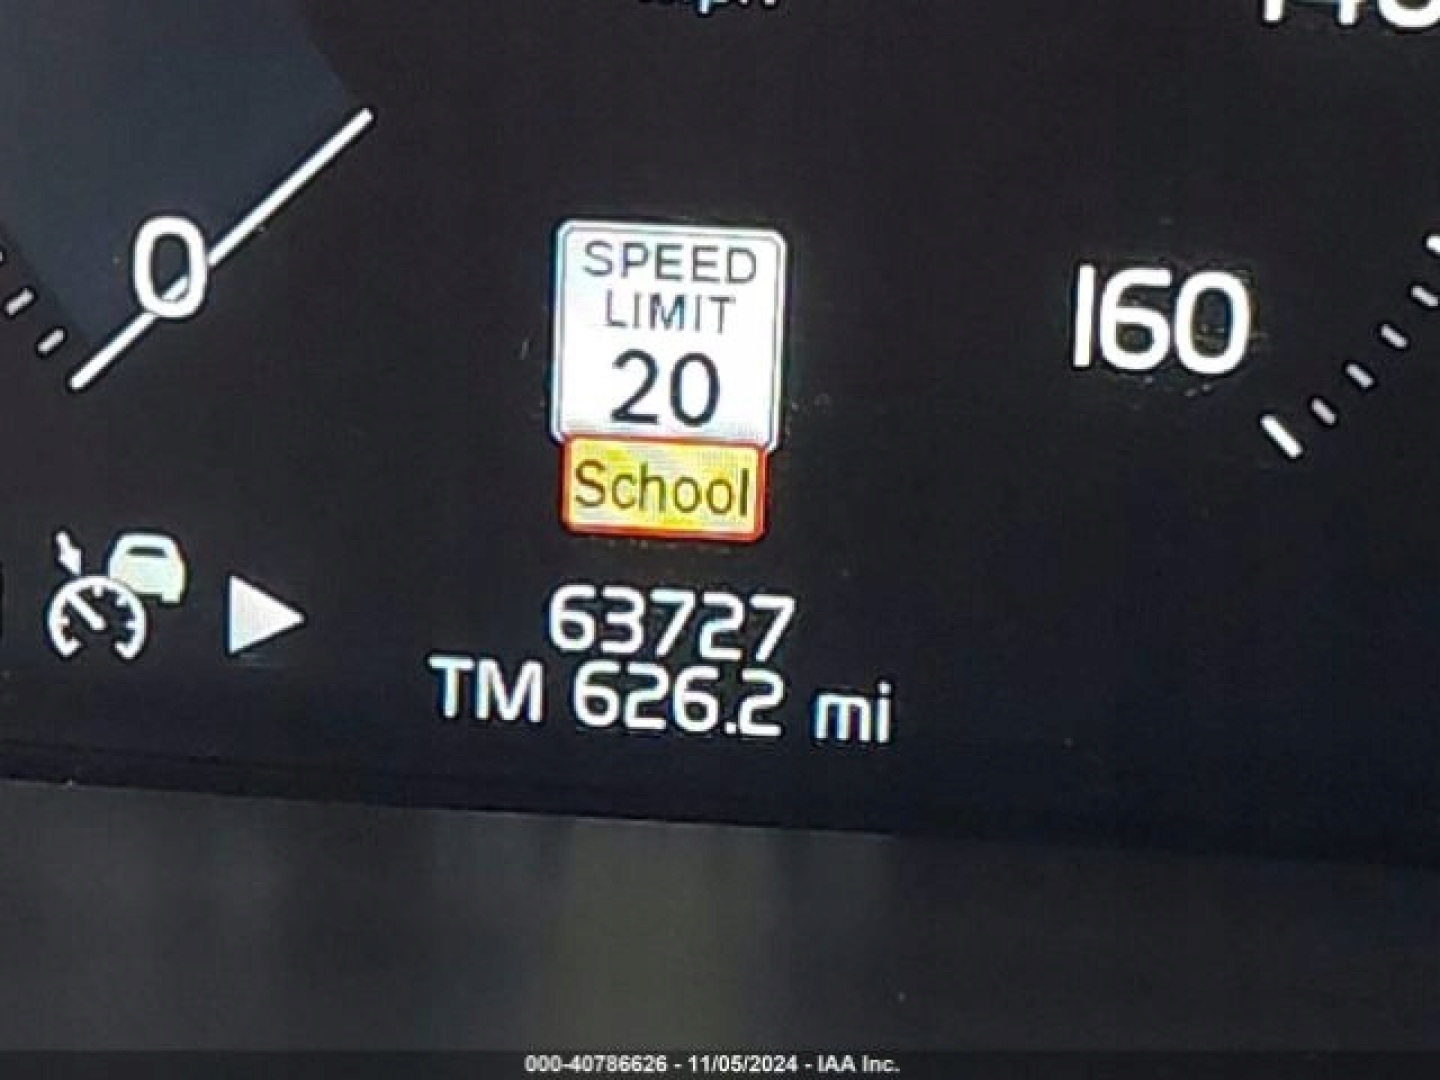 0
SPEED
LIMIT
20
School
160
63727
TM 626.2 mi
000-40786626 - 11/05/2024 - IAA Inc.